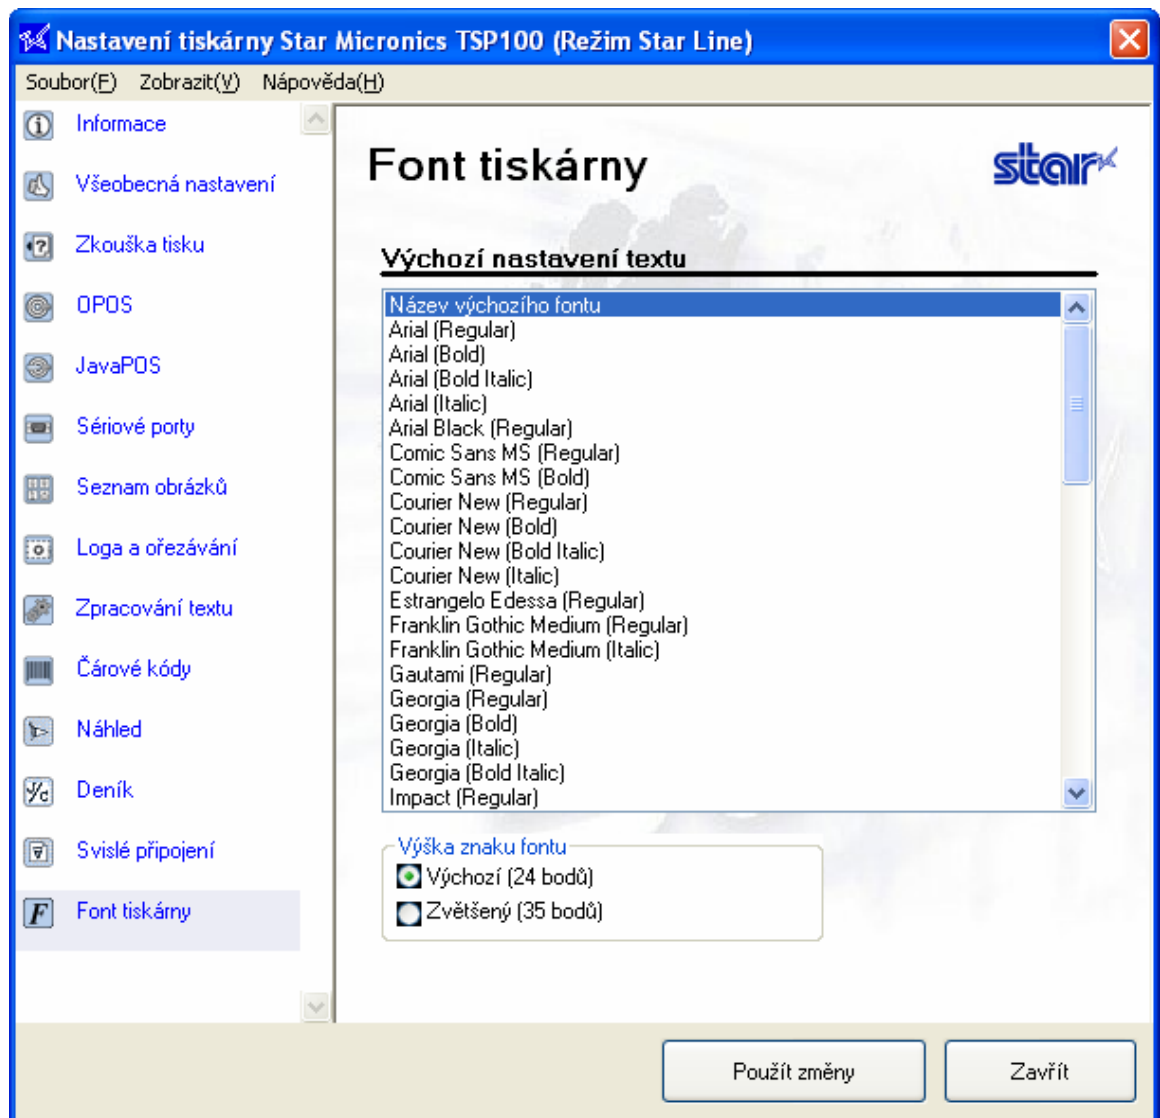 Nastavení tiskárny Star Micronics TSP100 (Režim Star Line)
Soubor(F) Zobrazit(V) Nápověda(H)
Informace
Všeobecná nastavení
Zkouška tisku
OPOS
JavaPOS
Sériové porty
Seznam obrázků
Loga a ořezávání
Zpracování textu
Čárové kódy
Náhled
Deník
Svislé připojení
Font tiskárny
Font tiskárny
star
Výchozí nastavení textu
Název výchozího fontu
Arial (Regular)
Arial (Bold)
Arial (Bold Italic)
Arial (Italic)
Arial Black (Regular)
Comic Sans MS (Regular)
Comic Sans MS (Bold)
Courier New (Regular)
Courier New (Bold)
Courier New (Bold Italic)
Courier New (Italic)
Estrangelo Edessa (Regular)
Franklin Gothic Medium (Regular)
Franklin Gothic Medium (Italic)
Gautami (Regular)
Georgia (Regular)
Georgia (Bold)
Georgia (Italic)
Georgia (Bold Italic)
Impact (Regular)
Výška znaku fontu
Výchozí (24 bodů)
Zvětšený (35 bodů)
Použít změny
Zavřít